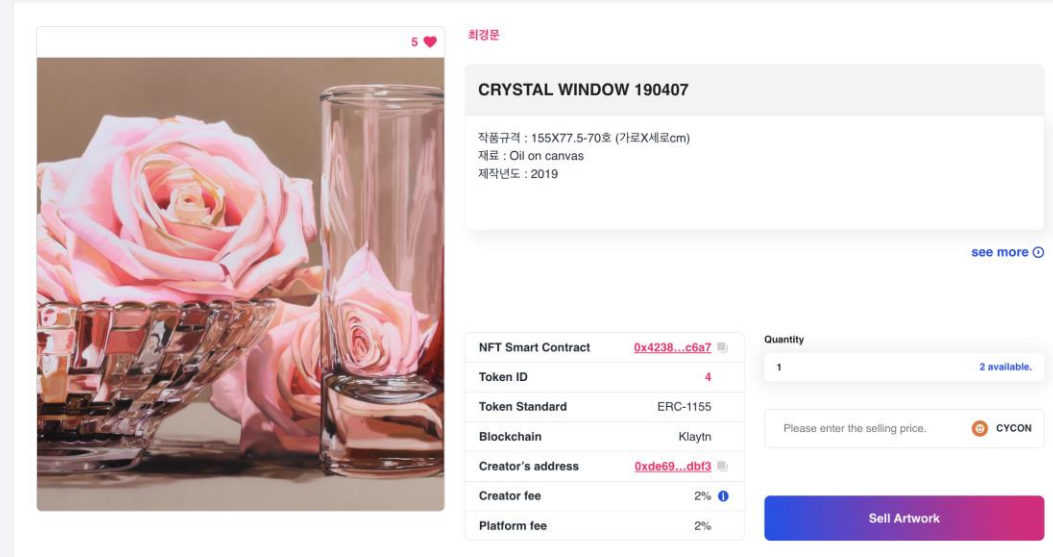 5
최경문
CRYSTAL WINDOW 190407
작품규격 : 155X77.5-70호 (가로X세로cm)
재료 : Oil on canvas
제작년도 : 2019
see more
NFT Smart Contract 0x4238...c6a7
Token ID 4
Token Standard ERC-1155
Blockchain Klaytn
Creator's address 0xde69...dbf3
Creator fee 2%
Platform fee 2%
Quantity
1 2 available.
Please enter the selling price. CYCON
Sell Artwork